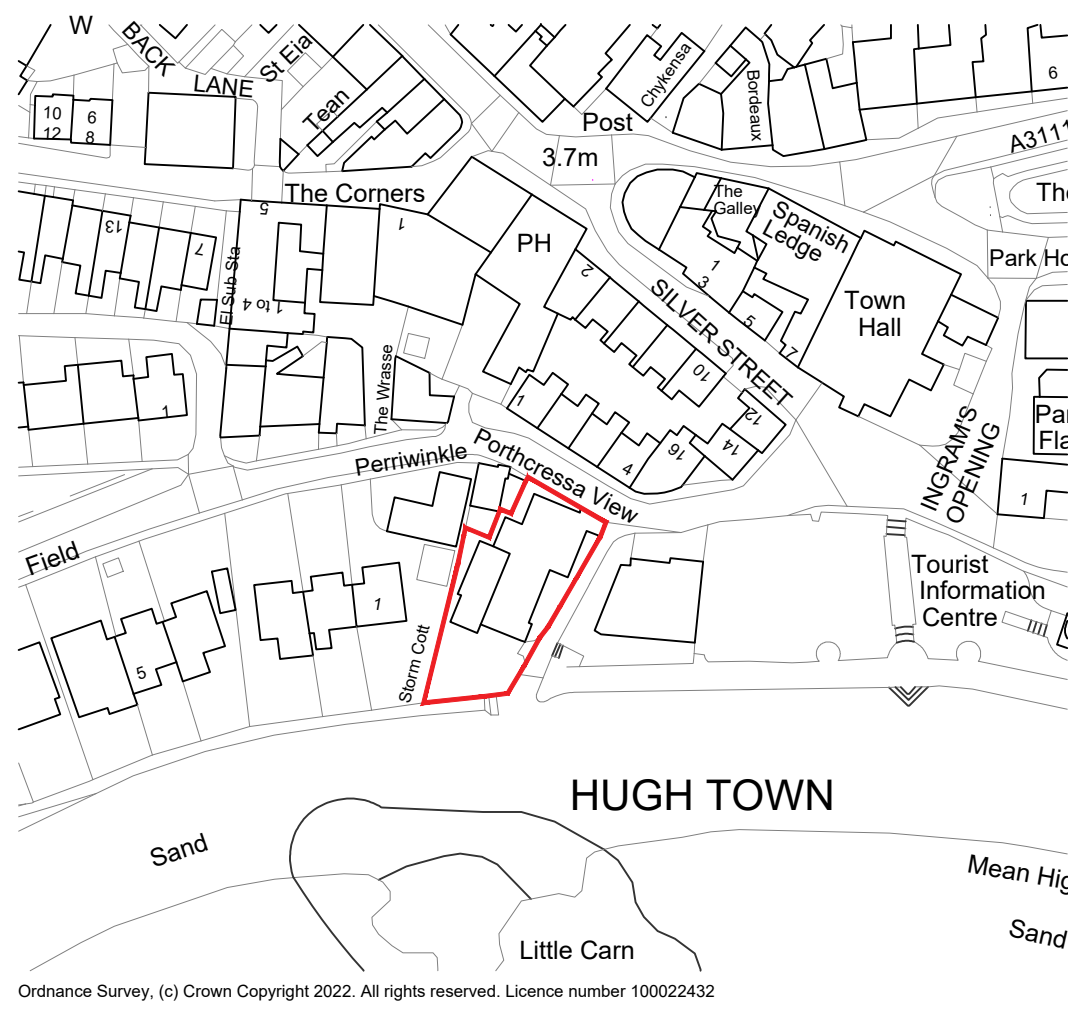 W
BACK
LANE
St Eia
Tean
Chykensa
Bordeaux
6
10
12
6
8
Post
3.7m
A3111
The Corners
The
Galley
Spanish
Ledge
The
13
7
El Sub Sta
5
1 to 4
1
PH
2
1
3
5
7
SILVER STREET
Town
Hall
Park Ho
The Wrasse
1
1
10
12
14
16
4
Perriwinkle
Porthcressa View
INGRAM'S
OPENING
Par
Fla
1
Field
5
1
Storm Cott
Tourist
Information
Centre
HUGH TOWN
Sand
Mean Hig
Sand
Little Carn
Ordnance Survey, (c) Crown Copyright 2022. All rights reserved. Licence number 100022432